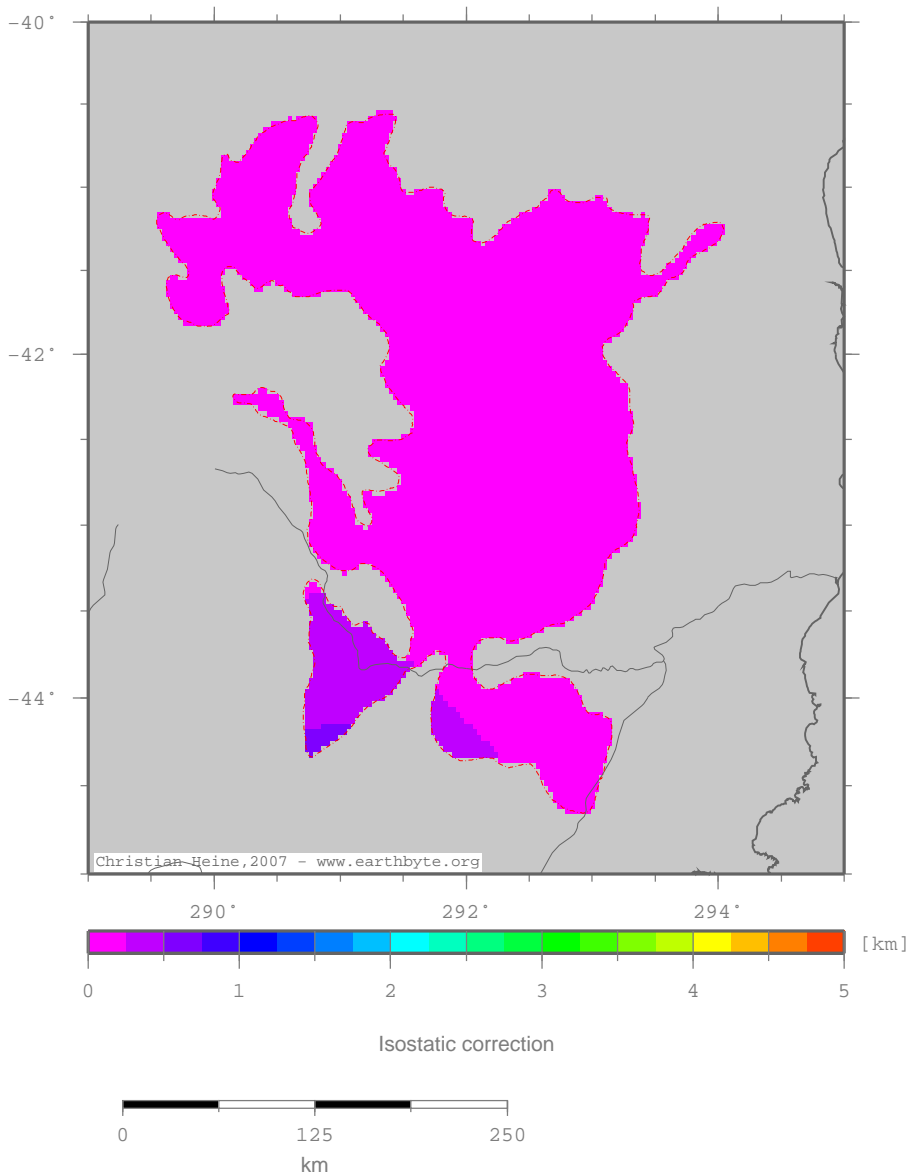 -40°
-42°
-44°
Christian Heine,2007 - www.earthbyte.org
290° 292° 294°
[km]
0 1 2 3 4 5
Isostatic correction
0 125 250
km